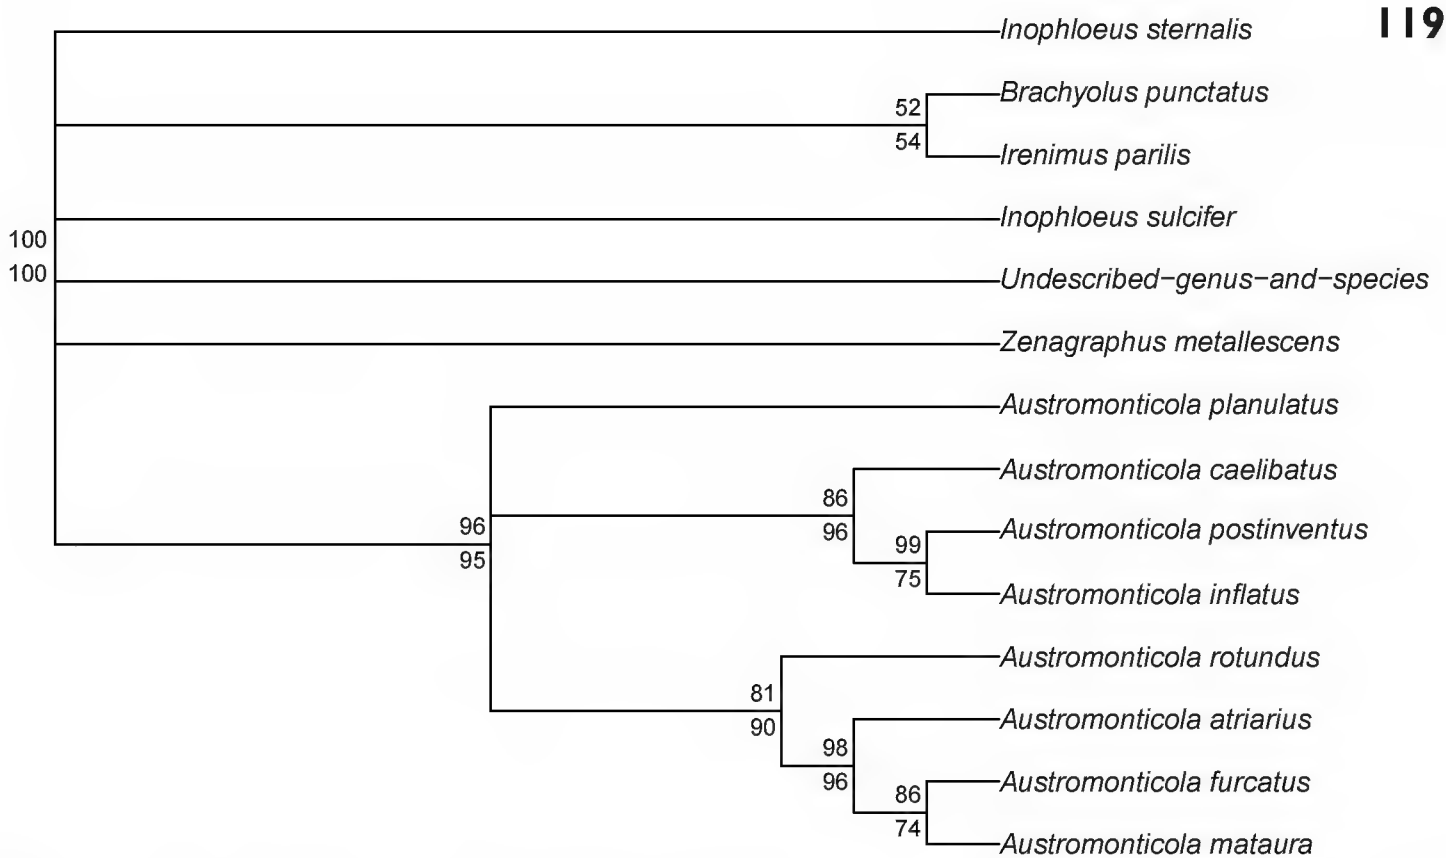 119
Inophloeus sternalis
Brachyolus punctatus
52
54
Irenimus parilis
Inophloeus sulcifer
100
100
Undescribed-genus-and-species
Zenagraphus metallescens
Austromonticola planulatus
Austromonticola caelibatus
86
96
Austromonticola postinventus
99
75
96
95
Austromonticola inflatus
Austromonticola rotundus
81
90
Austromonticola atriarius
98
96
Austromonticola furcatus
86
74
Austromonticola mataura